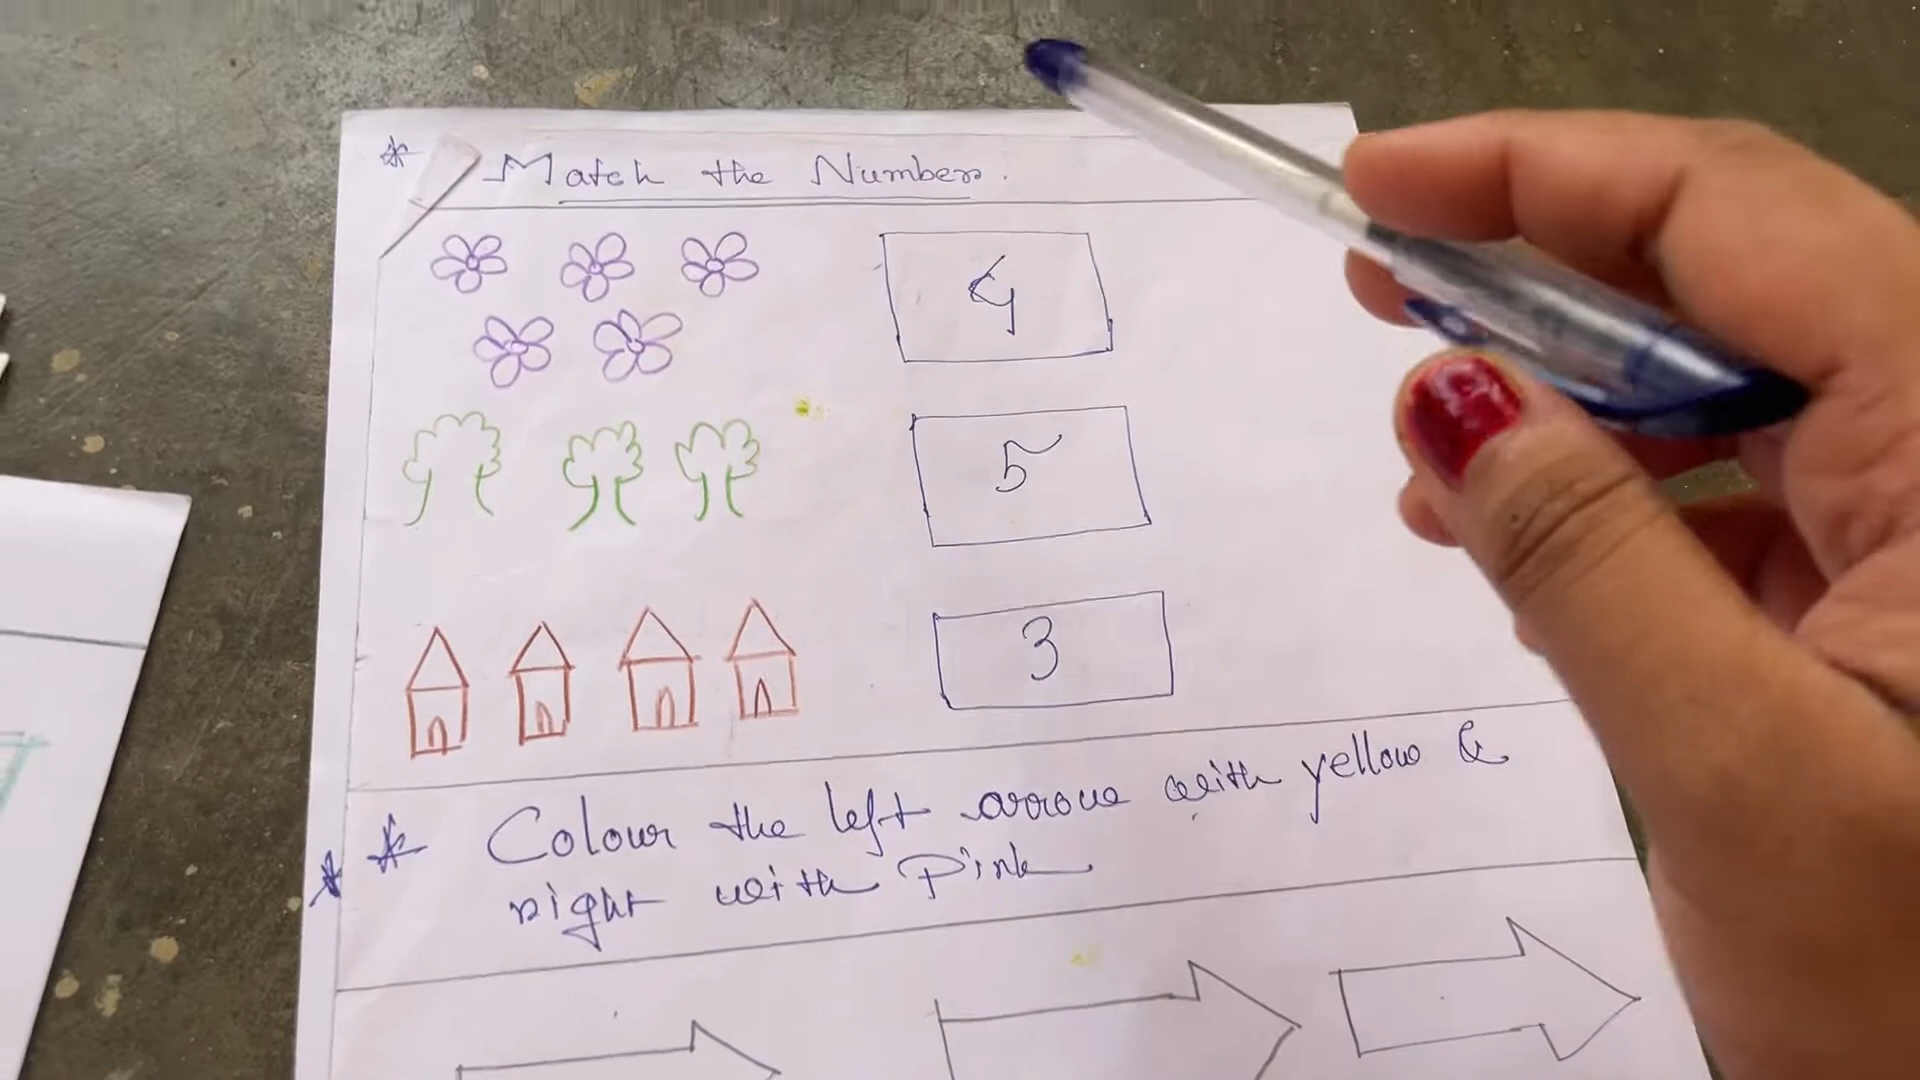 * Match the Numbers.
4
5
3
* * Colour the left arrow with yellow &
right with Pink